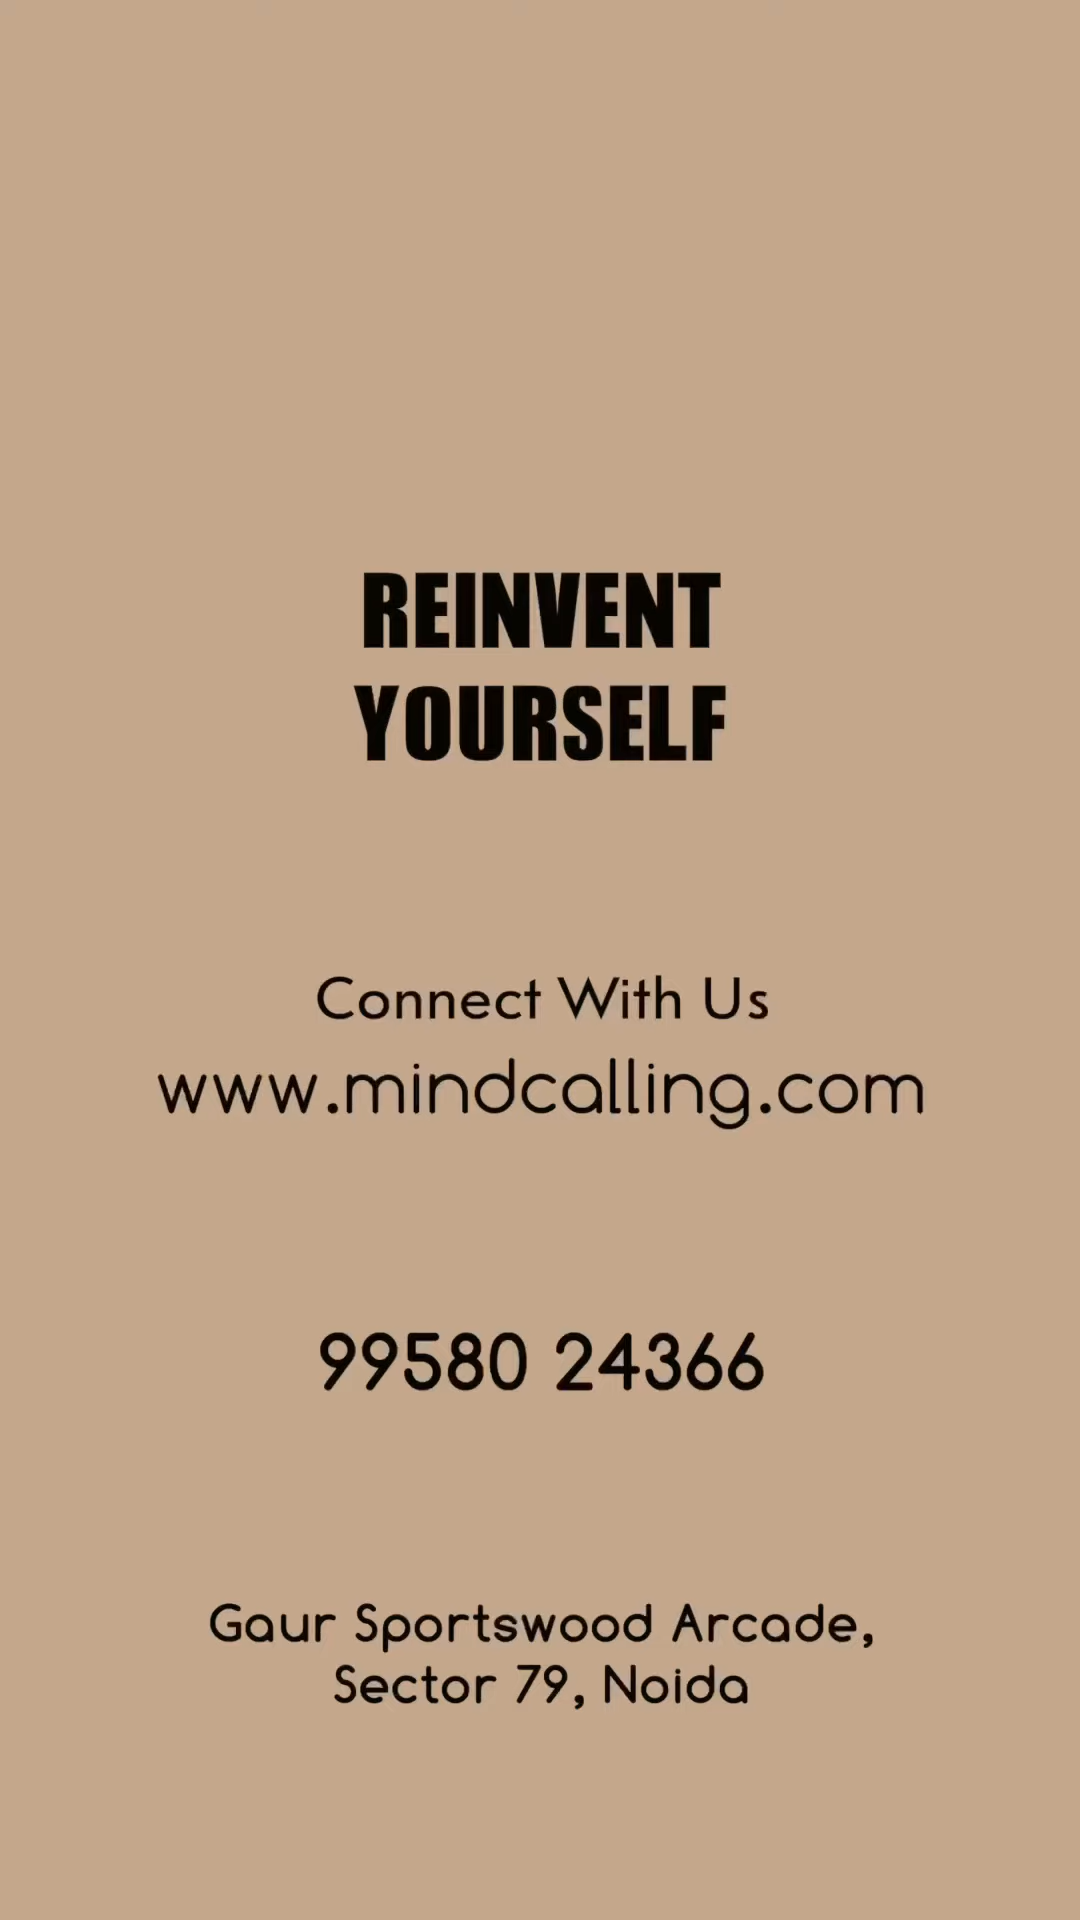 REINVENT
YOURSELF
Connect With Us
www.mindcalling.com
99580 24366
Gaur Sportswood Arcade,
Sector 79, Noida